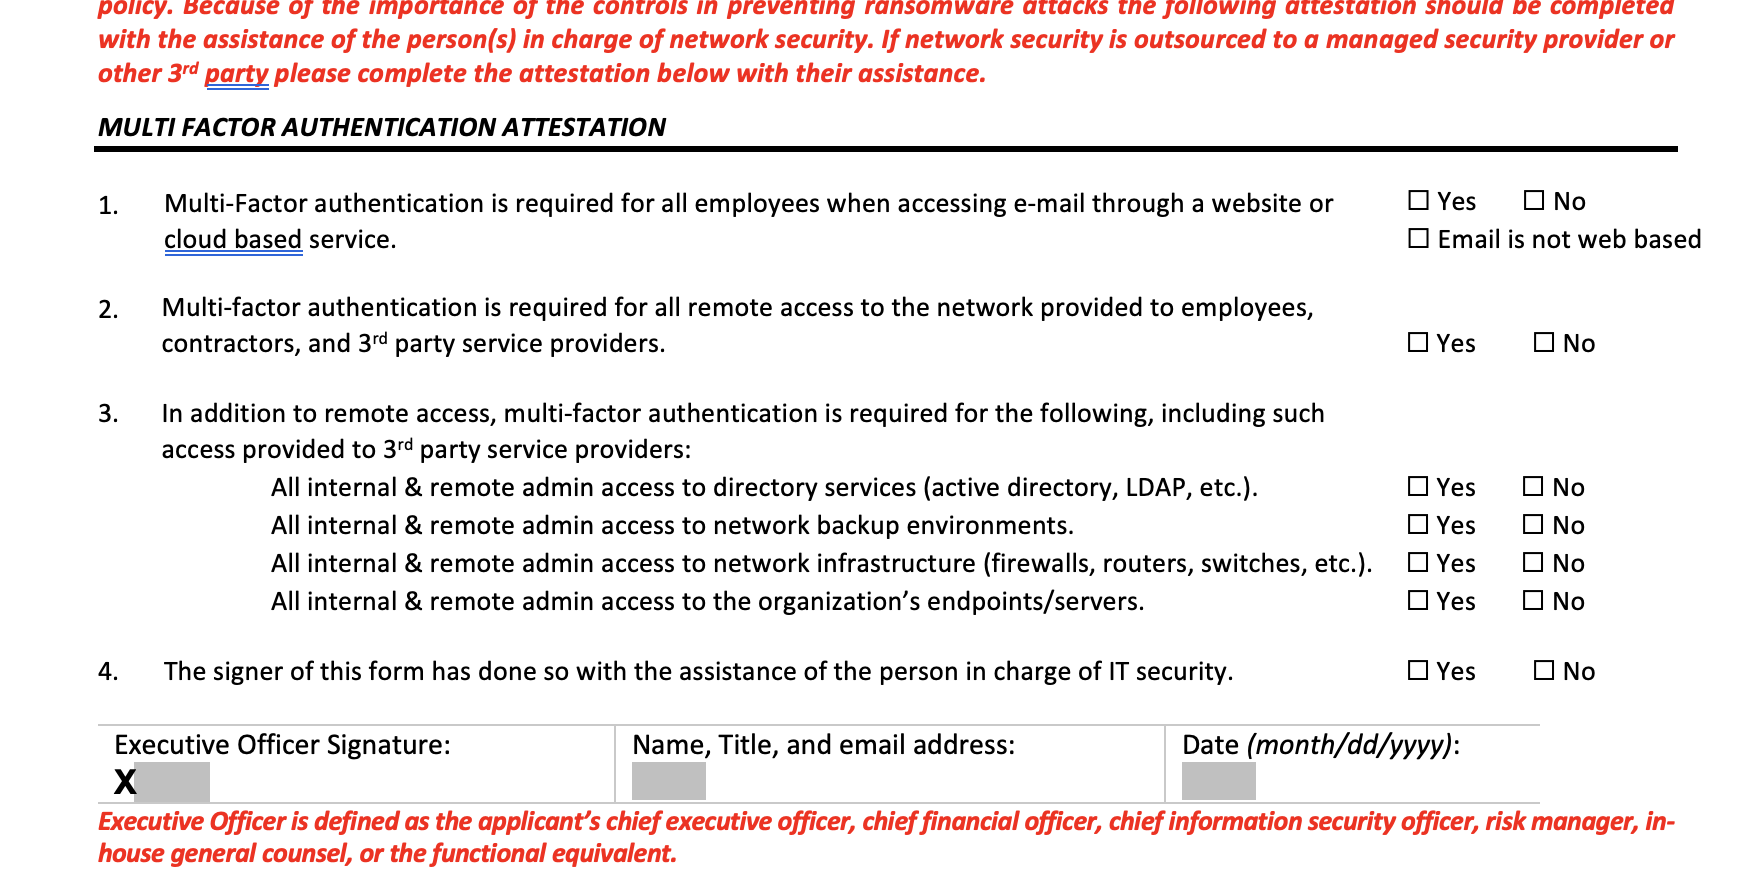 policy. Because of the importance of the controls in preventing ransomware attacks the following attestation should be completed
with the assistance of the person(s) in charge of network security. If network security is outsourced to a managed security provider or
other 3rd party please complete the attestation below with their assistance.
MULTI FACTOR AUTHENTICATION ATTESTATION
1. Multi-Factor authentication is required for all employees when accessing e-mail through a website or ☐ Yes ☐ No
cloud based service. ☐ Email is not web based
2. Multi-factor authentication is required for all remote access to the network provided to employees,
contractors, and 3rd party service providers. ☐ Yes ☐ No
3. In addition to remote access, multi-factor authentication is required for the following, including such
access provided to 3rd party service providers:
All internal & remote admin access to directory services (active directory, LDAP, etc.). ☐ Yes ☐ No
All internal & remote admin access to network backup environments. ☐ Yes ☐ No
All internal & remote admin access to network infrastructure (firewalls, routers, switches, etc.). ☐ Yes ☐ No
All internal & remote admin access to the organization’s endpoints/servers. ☐ Yes ☐ No
4. The signer of this form has done so with the assistance of the person in charge of IT security. ☐ Yes ☐ No
Executive Officer Signature: Name, Title, and email address: Date (month/dd/yyyy):
X
Executive Officer is defined as the applicant’s chief executive officer, chief financial officer, chief information security officer, risk manager, in-
house general counsel, or the functional equivalent.